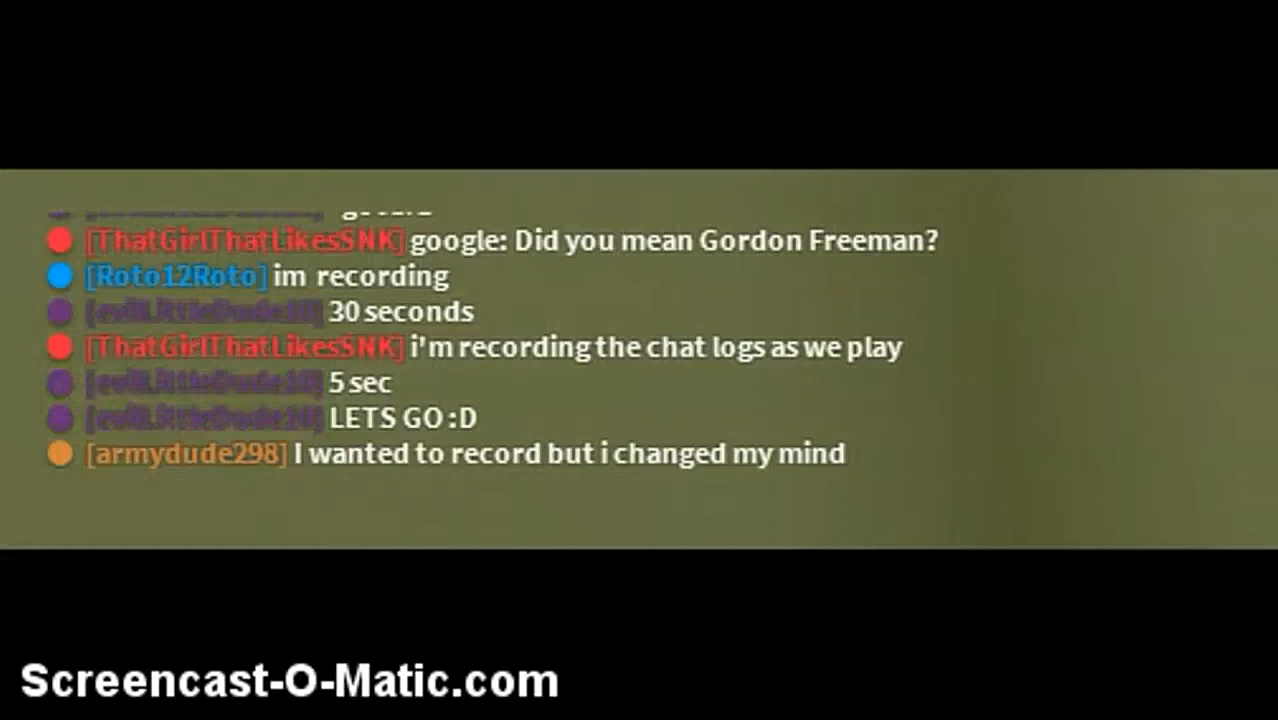 [ThatGirlThatLikesSNK] google: Did you mean Gordon Freeman?
[Roto12Roto] im recording
30 seconds
[ThatGirlThatLikesSNK] i'm recording the chat logs as we play
5 sec
LETS GO :D
[armydude298] I wanted to record but i changed my mind
Screencast-O-Matic.com